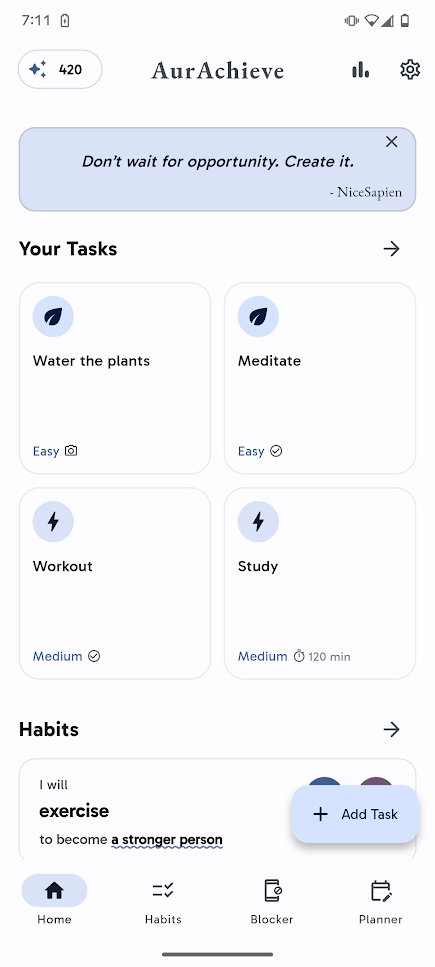 7:11
420
AurAchieve
Don't wait for opportunity. Create it.
- NiceSapien
Your Tasks
Water the plants
Meditate
Easy
Easy
Workout
Study
Medium
Medium 120 min
Habits
I will
exercise
to become a stronger person
+ Add Task
Home
Habits
Blocker
Planner